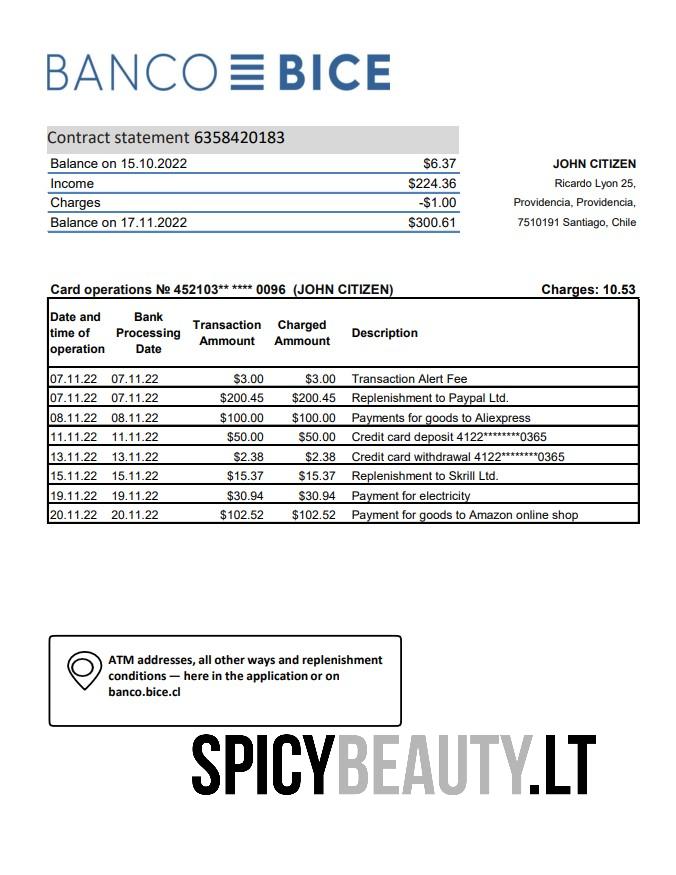 BANCO BICE
Contract statement 6358420183
Balance on 15.10.2022 $6.37
Income $224.36
Charges -$1.00
Balance on 17.11.2022 $300.61
JOHN CITIZEN
Ricardo Lyon 25,
Providencia, Providencia,
7510191 Santiago, Chile
Card operations № 452103** **** 0096 (JOHN CITIZEN) Charges: 10.53
Date and time of operation Bank Processing Date Transaction Amount Charged Amount Description
07.11.22 07.11.22 $3.00 $3.00 Transaction Alert Fee
07.11.22 07.11.22 $200.45 $200.45 Replenishment to Paypal Ltd.
08.11.22 08.11.22 $100.00 $100.00 Payments for goods to Aliexpress
11.11.22 11.11.22 $50.00 $50.00 Credit card deposit 4122********0365
13.11.22 13.11.22 $2.38 $2.38 Credit card withdrawal 4122********0365
15.11.22 15.11.22 $15.37 $15.37 Replenishment to Skrill Ltd.
19.11.22 19.11.22 $30.94 $30.94 Payment for electricity
20.11.22 20.11.22 $102.52 $102.52 Payment for goods to Amazon online shop
ATM addresses, all other ways and replenishment
conditions — here in the application or on
banco.bice.cl
SPICYBEAUTY.LT